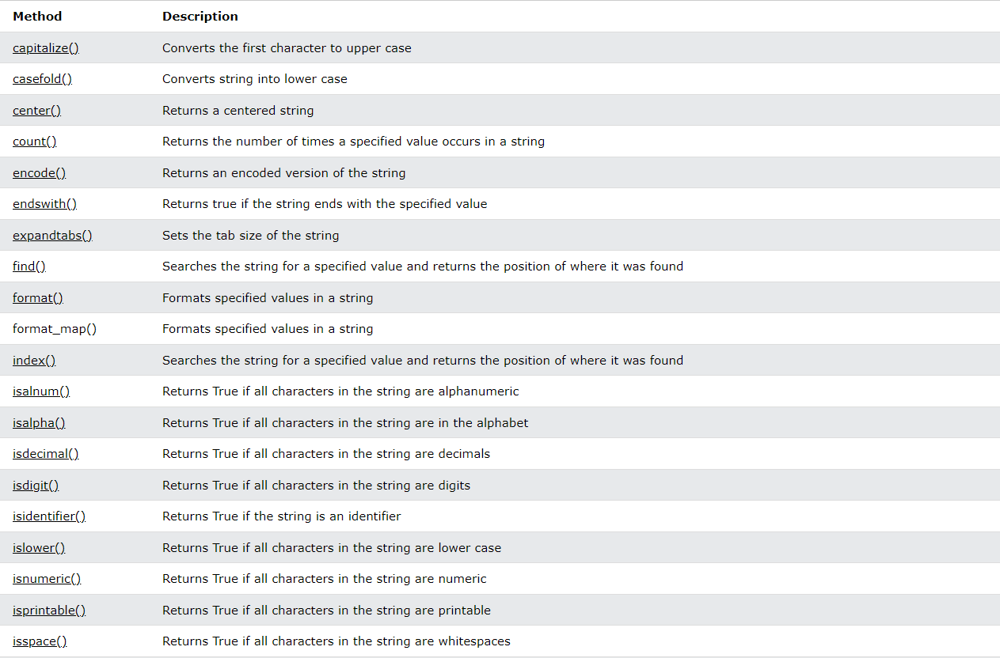 Method Description
capitalize() Converts the first character to upper case
casefold() Converts string into lower case
center() Returns a centered string
count() Returns the number of times a specified value occurs in a string
encode() Returns an encoded version of the string
endswith() Returns true if the string ends with the specified value
expandtabs() Sets the tab size of the string
find() Searches the string for a specified value and returns the position of where it was found
format() Formats specified values in a string
format_map() Formats specified values in a string
index() Searches the string for a specified value and returns the position of where it was found
isalnum() Returns True if all characters in the string are alphanumeric
isalpha() Returns True if all characters in the string are in the alphabet
isdecimal() Returns True if all characters in the string are decimals
isdigit() Returns True if all characters in the string are digits
isidentifier() Returns True if the string is an identifier
islower() Returns True if all characters in the string are lower case
isnumeric() Returns True if all characters in the string are numeric
isprintable() Returns True if all characters in the string are printable
isspace() Returns True if all characters in the string are whitespaces